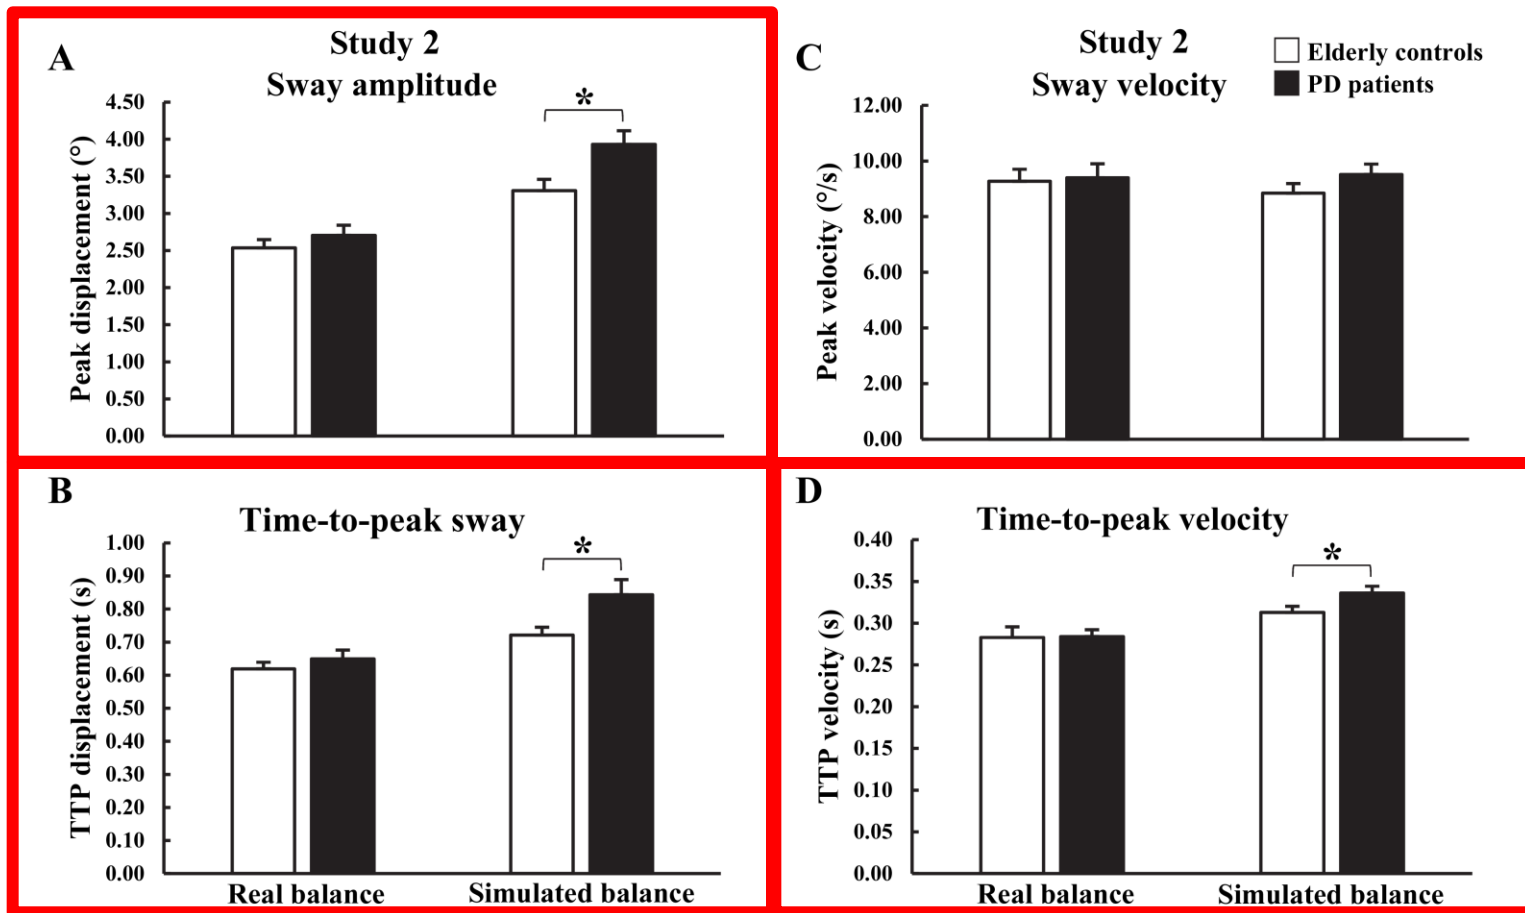 A
Study 2
Sway amplitude
*
4.50
4.00
3.50
3.00
2.50
2.00
1.50
1.00
0.50
0.00
Peak displacement (°)
C
Study 2
Sway velocity
Elderly controls
PD patients
12.00
10.00
8.00
6.00
4.00
2.00
0.00
Peak velocity (°/s)
B
Time-to-peak sway
*
1.00
0.90
0.80
0.70
0.60
0.50
0.40
0.30
0.20
0.10
0.00
TTP displacement (s)
Real balance
Simulated balance
D
Time-to-peak velocity
*
0.40
0.35
0.30
0.25
0.20
0.15
0.10
0.05
0.00
TTP velocity (s)
Real balance
Simulated balance